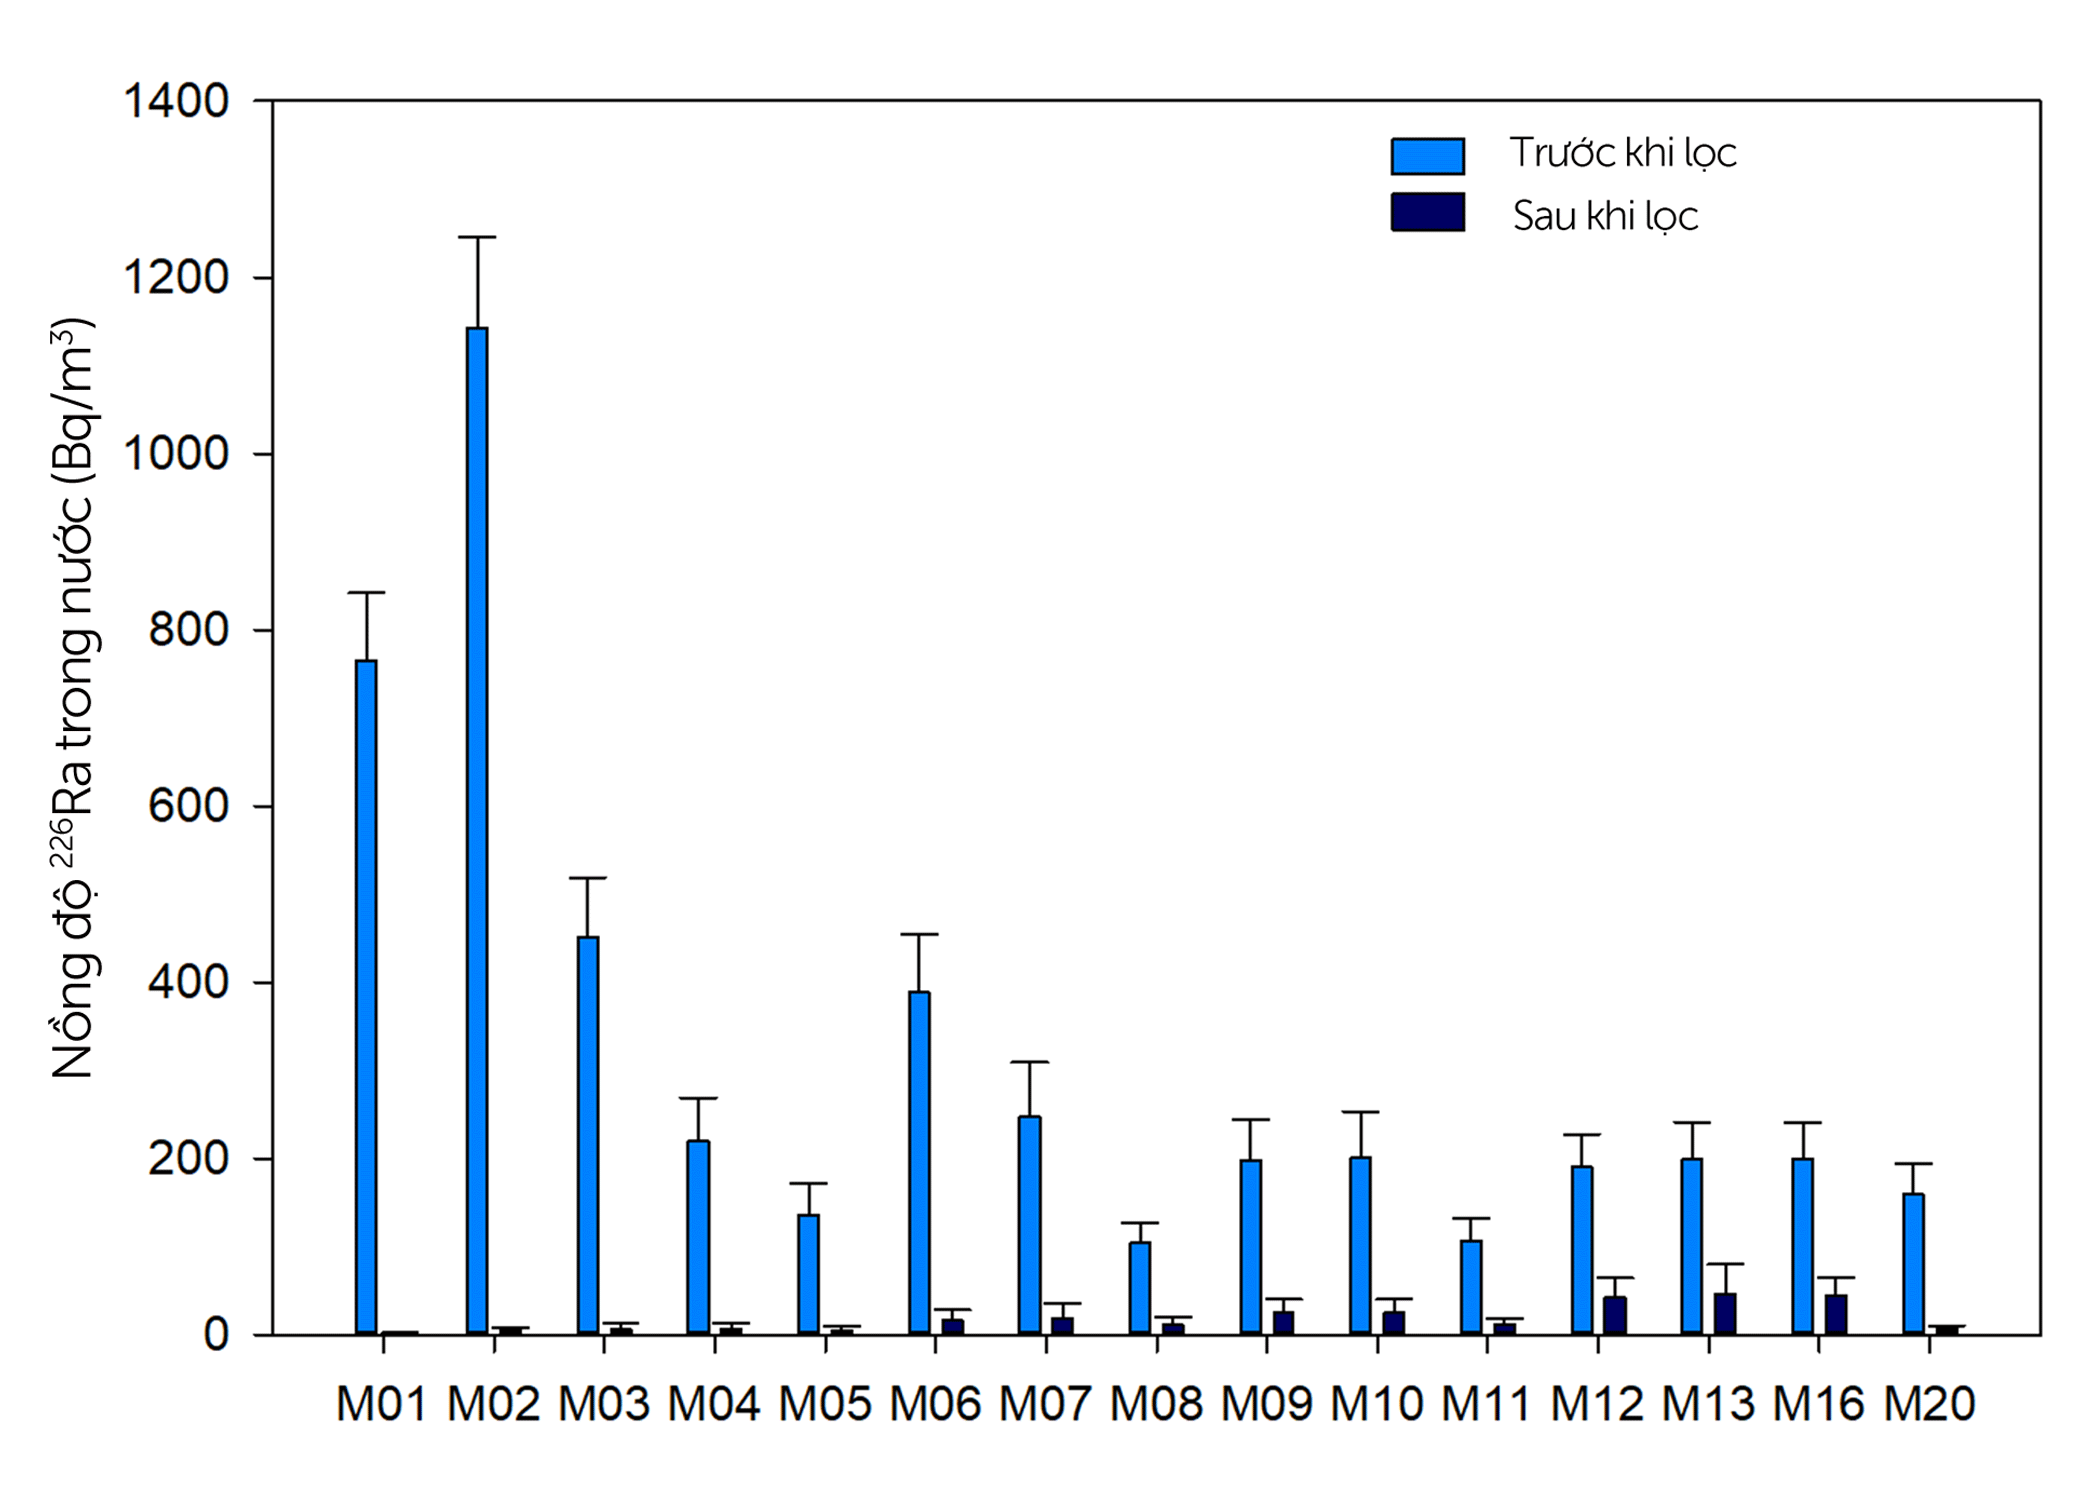 1400
1200
1000
800
600
400
200
0
Nồng độ ²²⁶Ra trong nước (Bq/m³)
Trước khi lọc
Sau khi lọc
M01 M02 M03 M04 M05 M06 M07 M08 M09 M10 M11 M12 M13 M16 M20